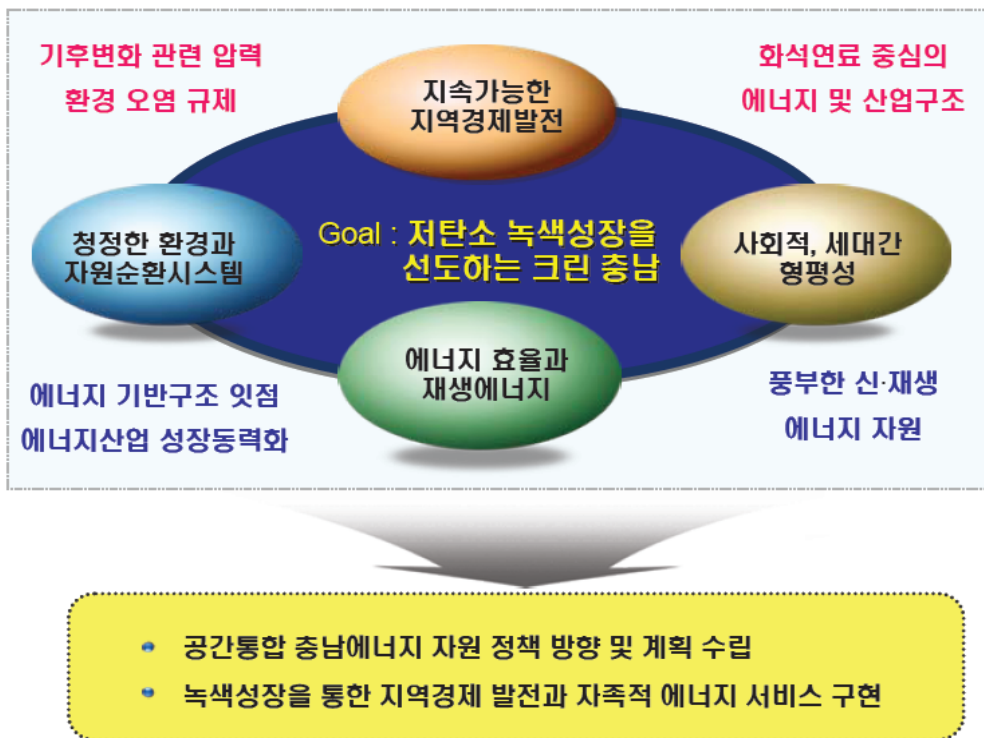 기후변화 관련 압력
환경 오염 규제
화석연료 중심의
에너지 및 산업구조
지속가능한
지역경제발전
청정한 환경과
자원순환시스템
Goal : 저탄소 녹색성장을
선도하는 크린 충남
사회적, 세대간
형평성
에너지 효율과
재생에너지
에너지 기반구조 잇점
에너지산업 성장동력화
풍부한 신·재생
에너지 자원
공간통합 충남에너지 자원 정책 방향 및 계획 수립
녹색성장을 통한 지역경제 발전과 자족적 에너지 서비스 구현